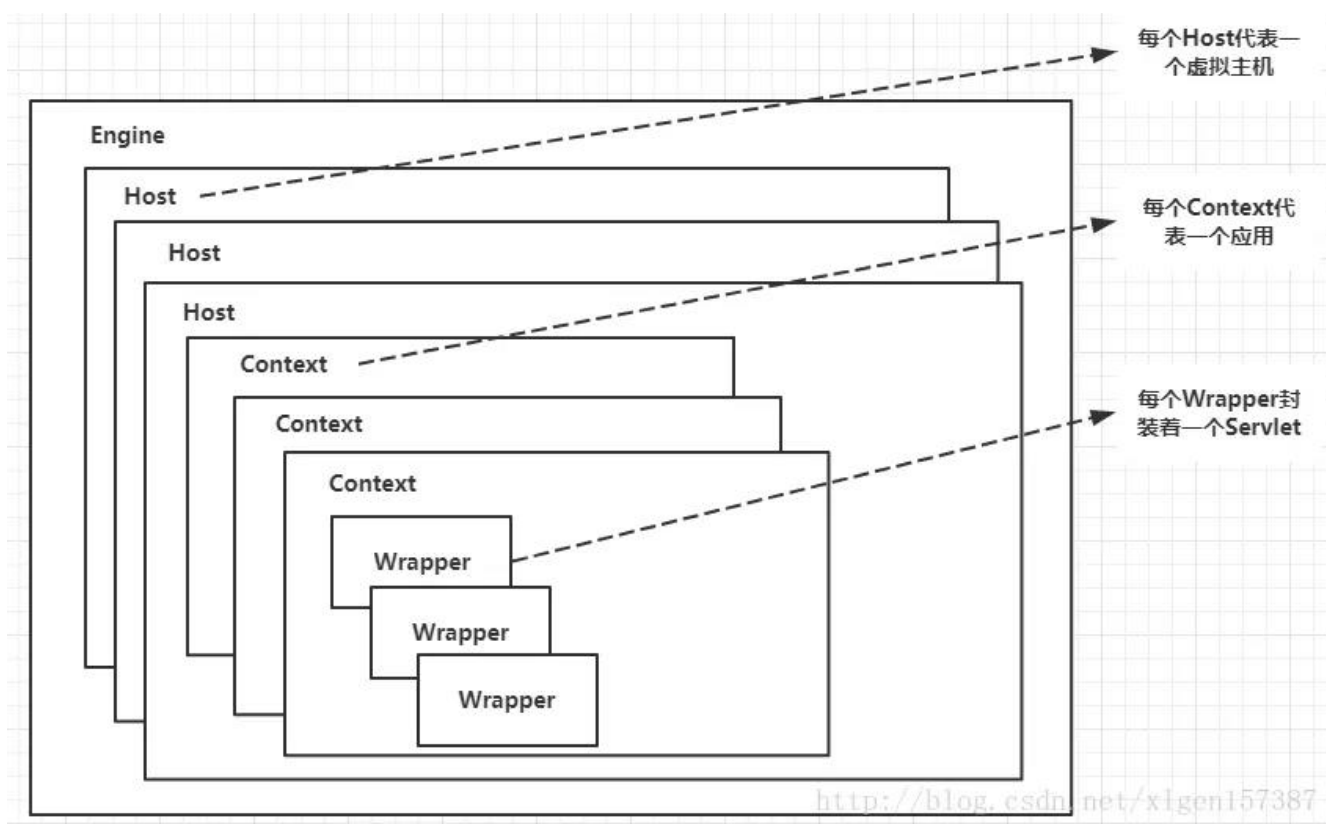 每个Host代表一
个虚拟主机
Engine
Host
Host
每个Context代
表一个应用
Host
Context
Context
每个Wrapper封
装着一个Servlet
Context
Wrapper
Wrapper
Wrapper
http://blog.csdn.net/xlgen157387